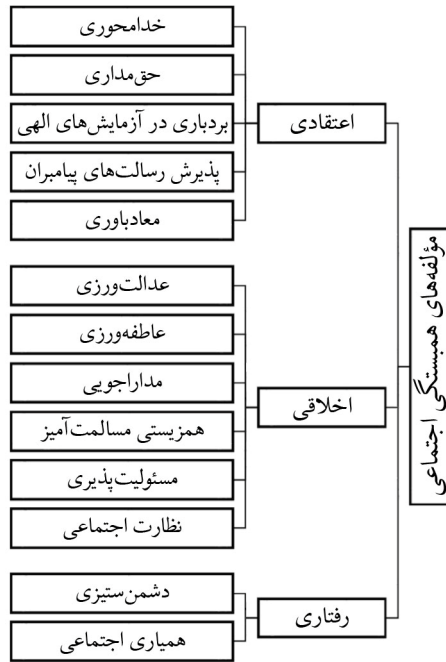 مؤلفه‌های همبستگی اجتماعی
اعتقادی
خدامحوری
حق‌مداری
بردباری در آزمایش‌های الهی
پذیرش رسالت‌های پیامبران
معادباوری
اخلاقی
عدالت‌ورزی
عاطفه‌ورزی
مداراجویی
همزیستی مسالمت‌آمیز
مسئولیت‌پذیری
نظارت اجتماعی
رفتاری
دشمن‌ستیزی
همیاری اجتماعی